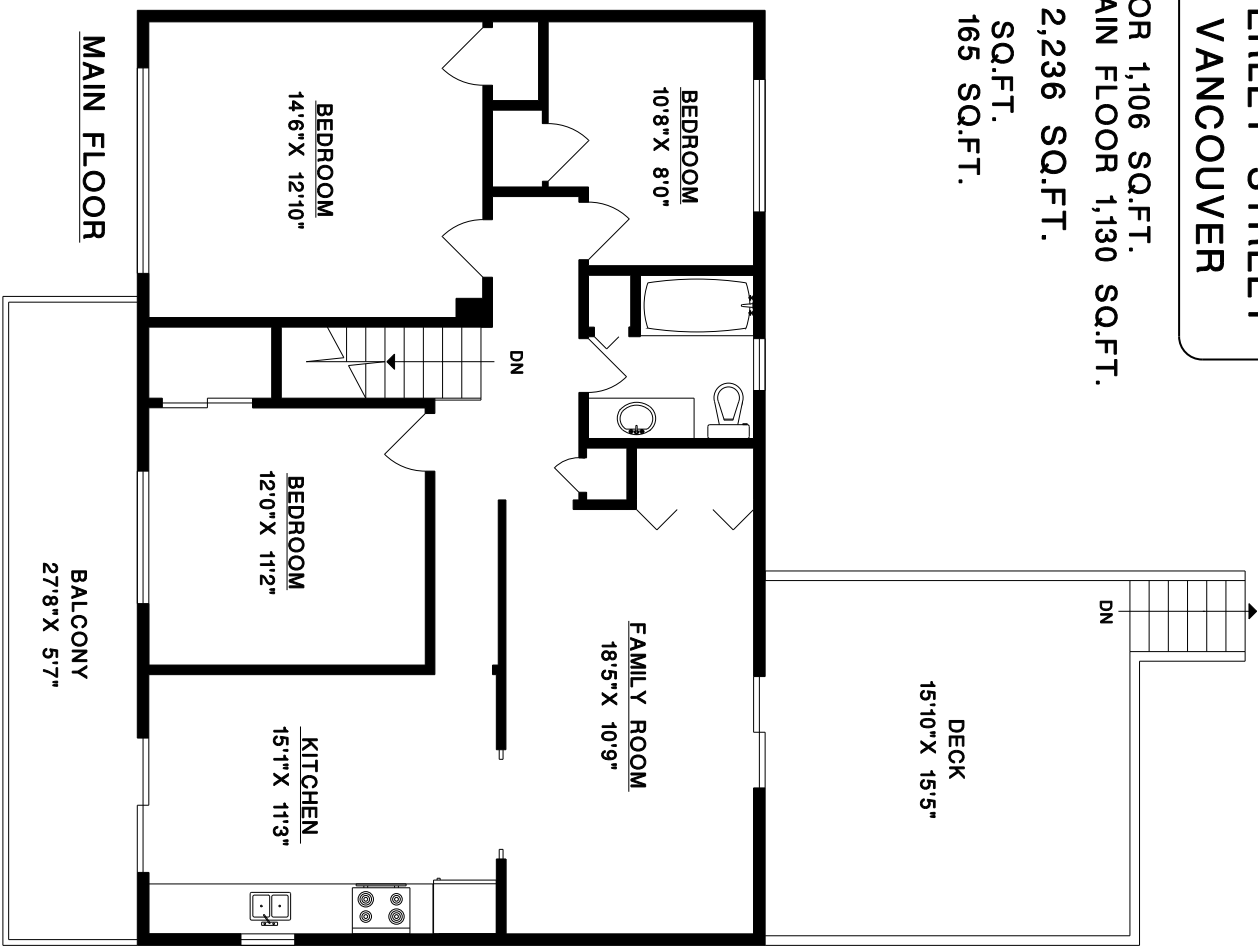 STREET
VANCOUVER
OR 1,106 SQ.FT.
AIN FLOOR 1,130 SQ.FT.
2,236 SQ.FT.
SQ.FT.
165 SQ.FT.
DN
DECK
15'10"X 15'5"
BEDROOM
10'8"X 8'0"
FAMILY ROOM
18'5"X 10'9"
DN
BEDROOM
14'6"X 12'10"
BEDROOM
12'0"X 11'2"
KITCHEN
15'1"X 11'3"
MAIN FLOOR
BALCONY
27'8"X 5'7"